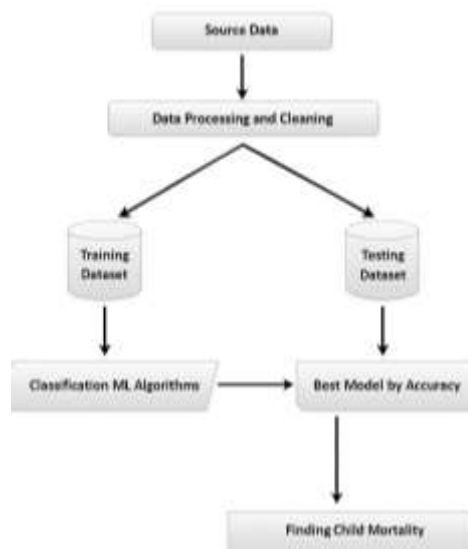 Source Data
Data Processing and Cleaning
Training
Dataset
Testing
Dataset
Classification ML Algorithms
Best Model by Accuracy
Finding Child Mortality